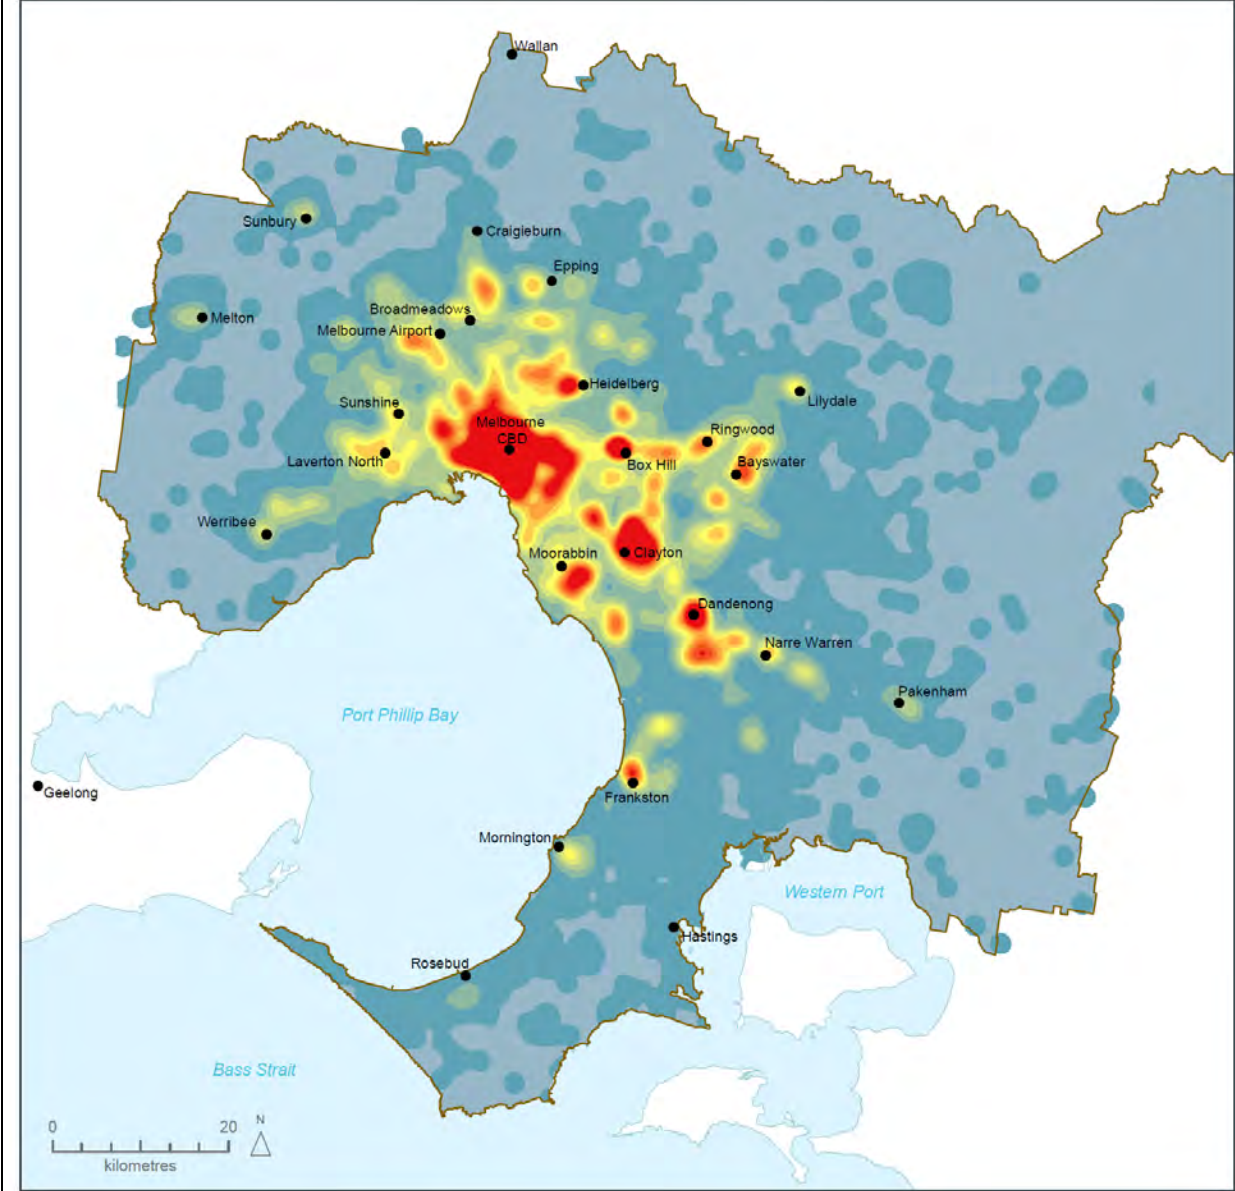 Wallan
Sunbury
Craigieburn
Epping
Melton
Broadmeadows
Melbourne Airport
Heidelberg
Lilydale
Sunshine
Melbourne
CBD
Ringwood
Laverton North
Box Hill
Bayswater
Werribee
Moorabbin
Clayton
Dandenong
Narre Warren
Pakenham
Port Phillip Bay
Geelong
Frankston
Mornington
Western Port
Hastings
Rosebud
Bass Strait
0 20
N
kilometres